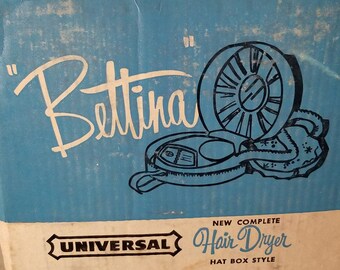 "Bettina"
NEW COMPLETE
UNIVERSAL Hair Dryer
HAT BOX STYLE